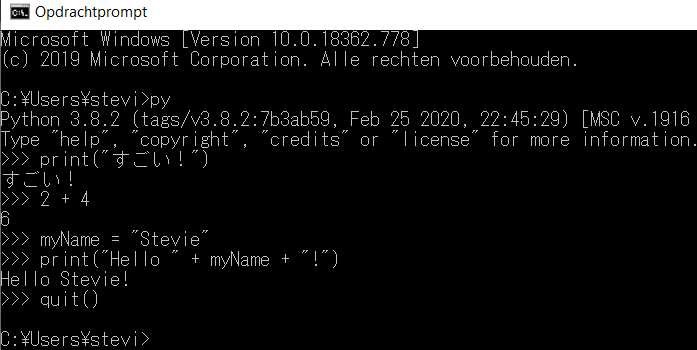 Opdrachtprompt
Microsoft Windows [Version 10.0.18362.778]
(c) 2019 Microsoft Corporation. Alle rechten voorbehouden.
C:¥Users¥stevi>py
Python 3.8.2 (tags/v3.8.2:7b3ab59, Feb 25 2020, 22:45:29) [MSC v.1916
Type "help", "copyright", "credits" or "license" for more information.
>>> print("すごい！")
すごい！
>>> 2 + 4
6
>>> myName = "Stevie"
>>> print("Hello " + myName + "!")
Hello Stevie!
>>> quit()
C:¥Users¥stevi>